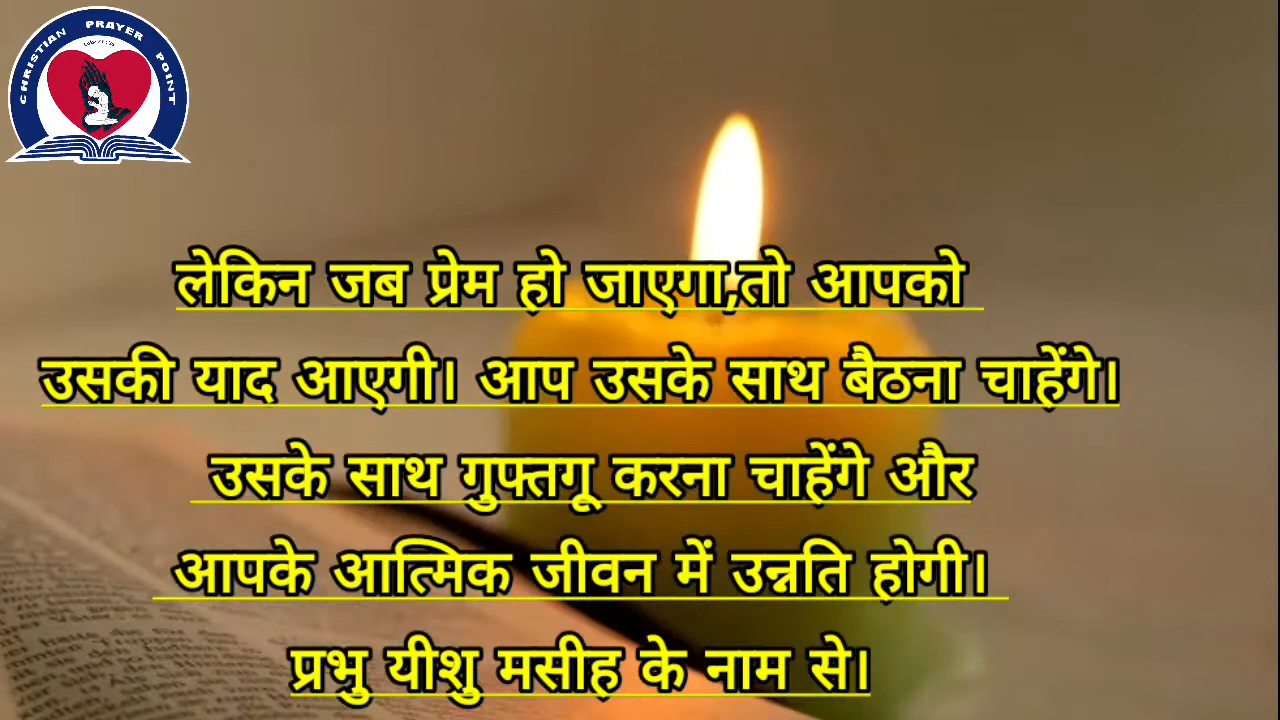 CHRISTIAN PRAYER POINT
लेकिन जब प्रेम हो जाएगा,तो आपको
उसकी याद आएगी। आप उसके साथ बैठना चाहेंगे।
उसके साथ गुफ्तगू करना चाहेंगे और
आपके आत्मिक जीवन में उन्नति होगी।
प्रभु यीशु मसीह के नाम से।